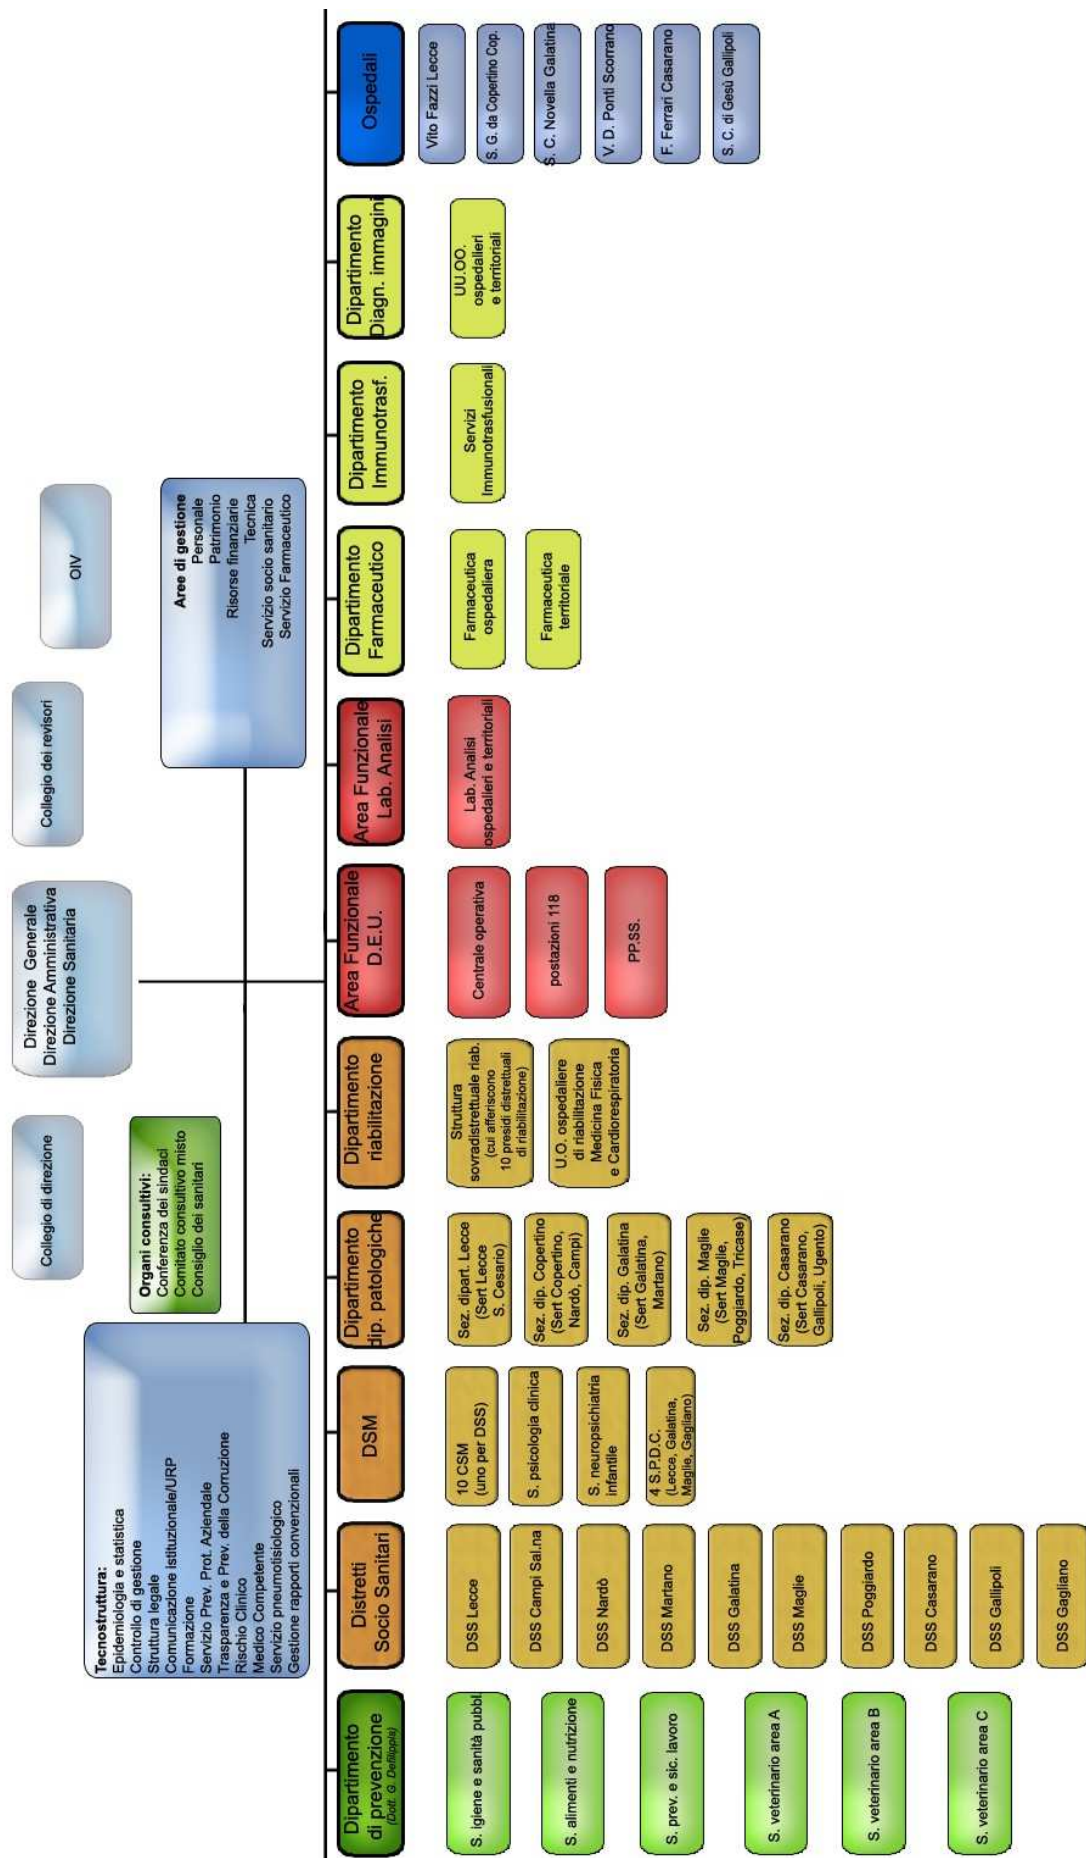 Collegio di direzione
Direzione Generale
Direzione Amministrativa
Direzione Sanitaria
Collegio dei revisori
OIV
Organi consultivi:
Conferenza dei sindaci
Comitato consultivo misto
Consiglio dei sanitari
Tecnostruttura:
Epidemiologia e statistica
Controllo di gestione
Struttura legale
Comunicazione Istituzionale/URP
Formazione
Servizio Prev. Prot. Aziendale
Trasparenza e Prev. della Corruzione
Rischio Clinico
Medico Competente
Servizio pneumotisiologico
Gestione rapporti convenzionali
Aree di gestione
Personale
Patrimonio
Risorse finanziarie
Tecnica
Servizio socio sanitario
Servizio Farmaceutico
Dipartimento
di prevenzione
(Dott. G. Defilippis)
S. igiene e sanità pubbl.
S. alimenti e nutrizione
S. prev. e sic. lavoro
S. veterinario area A
S. veterinario area B
S. veterinario area C
Distretti
Socio Sanitari
DSS Lecce
DSS Campi Sal.na
DSS Nardò
DSS Martano
DSS Galatina
DSS Maglie
DSS Poggiardo
DSS Casarano
DSS Gallipoli
DSS Gagliano
DSM
10 CSM
(uno per DSS)
S. psicologia clinica
S. neuropsichiatria
infantile
4 S.P.D.C.
(Lecce, Galatina,
Maglie, Gagliano)
Dipartimento
dip. patologiche
Sez. dipart. Lecce
(Sert Lecce
S. Cesario)
Sez. dip. Copertino
(Sert Copertino,
Nardò, Campi)
Sez. dip. Galatina
(Sert Galatina,
Martano)
Sez. dip. Maglie
(Sert Maglie,
Poggiardo, Tricase)
Sez. dip. Casarano
(Sert Casarano,
Gallipoli, Ugento)
Dipartimento
riabilitazione
Struttura
sovradistrettuale riab.
(cui afferiscono
10 presidi distrettuali
di riabilitazione)
U.O. ospedaliere
di riabilitazione
Medicina Fisica
e Cardiorespiratoria
Area Funzionale
D.E.U.
Centrale operativa
postazioni 118
PP.SS.
Area Funzionale
Lab. Analisi
Lab. Analisi
ospedalieri e territoriali
Dipartimento
Farmaceutico
Farmaceutica
ospedaliera
Farmaceutica
territoriale
Dipartimento
Immunotrasf.
Servizi
Immunotrasfusionali
Dipartimento
Diagn. immagini
UU.OO.
ospedalieri
e territoriali
Ospedali
Vito Fazzi Lecce
S. G. da Copertino Cop.
S. C. Novella Galatina
V. D. Ponti Scorrano
F. Ferrari Casarano
S. C. di Gesù Gallipoli